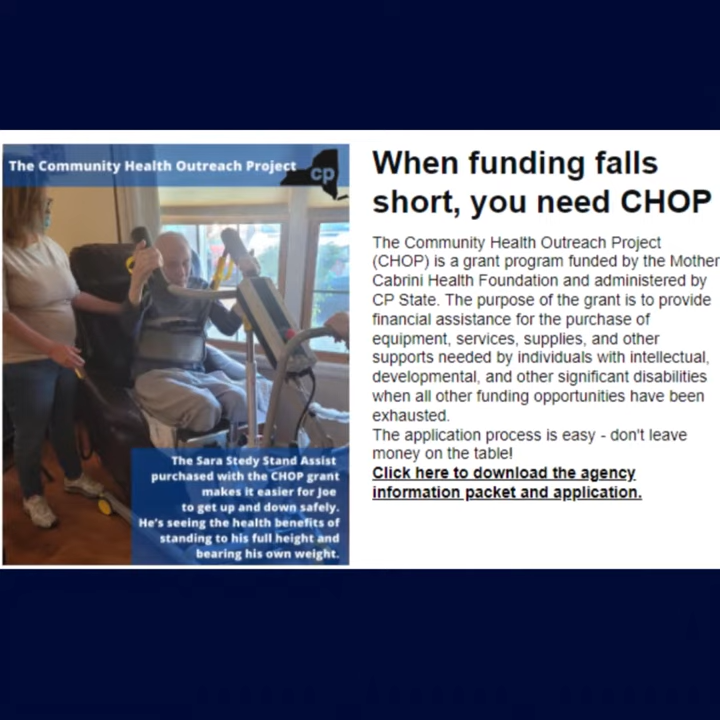 The Community Health Outreach Project
cp
The Sara Stedy Stand Assist
purchased with the CHOP grant
makes it easier for Joe
to get up and down safely.
He's seeing the health benefits of
standing to his full height and
bearing his own weight.
When funding falls
short, you need CHOP
The Community Health Outreach Project
(CHOP) is a grant program funded by the Mother
Cabrini Health Foundation and administered by
CP State. The purpose of the grant is to provide
financial assistance for the purchase of
equipment, services, supplies, and other
supports needed by individuals with intellectual,
developmental, and other significant disabilities
when all other funding opportunities have been
exhausted.
The application process is easy - don't leave
money on the table!
Click here to download the agency
information packet and application.